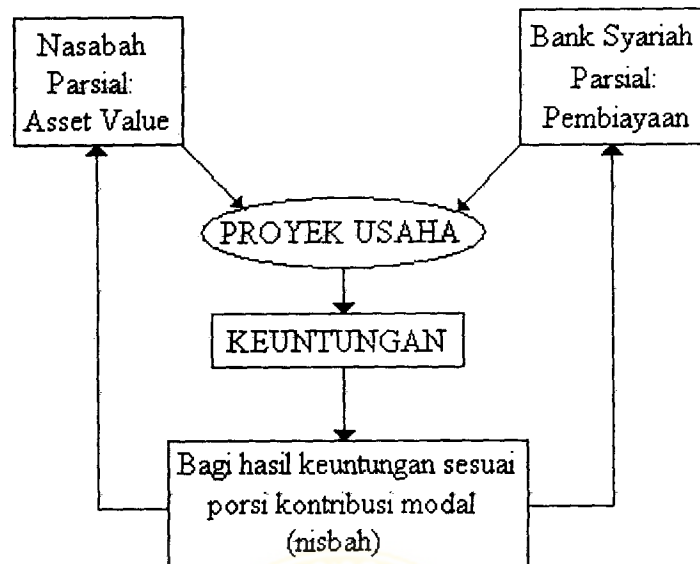 Nasabah
Parsial:
Asset Value
Bank Syariah
Parsial:
Pembiayaan
PROYEK USAHA
KEUNTUNGAN
Bagi hasil keuntungan sesuai
porsi kontribusi modal
(nisbah)